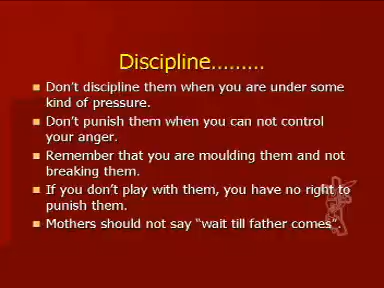 Discipline.........
Don't discipline them when you are under some
kind of pressure.
Don't punish them when you can not control
your anger.
Remember that you are moulding them and not
breaking them.
If you don't play with them, you have no right to
punish them.
Mothers should not say "wait till father comes".